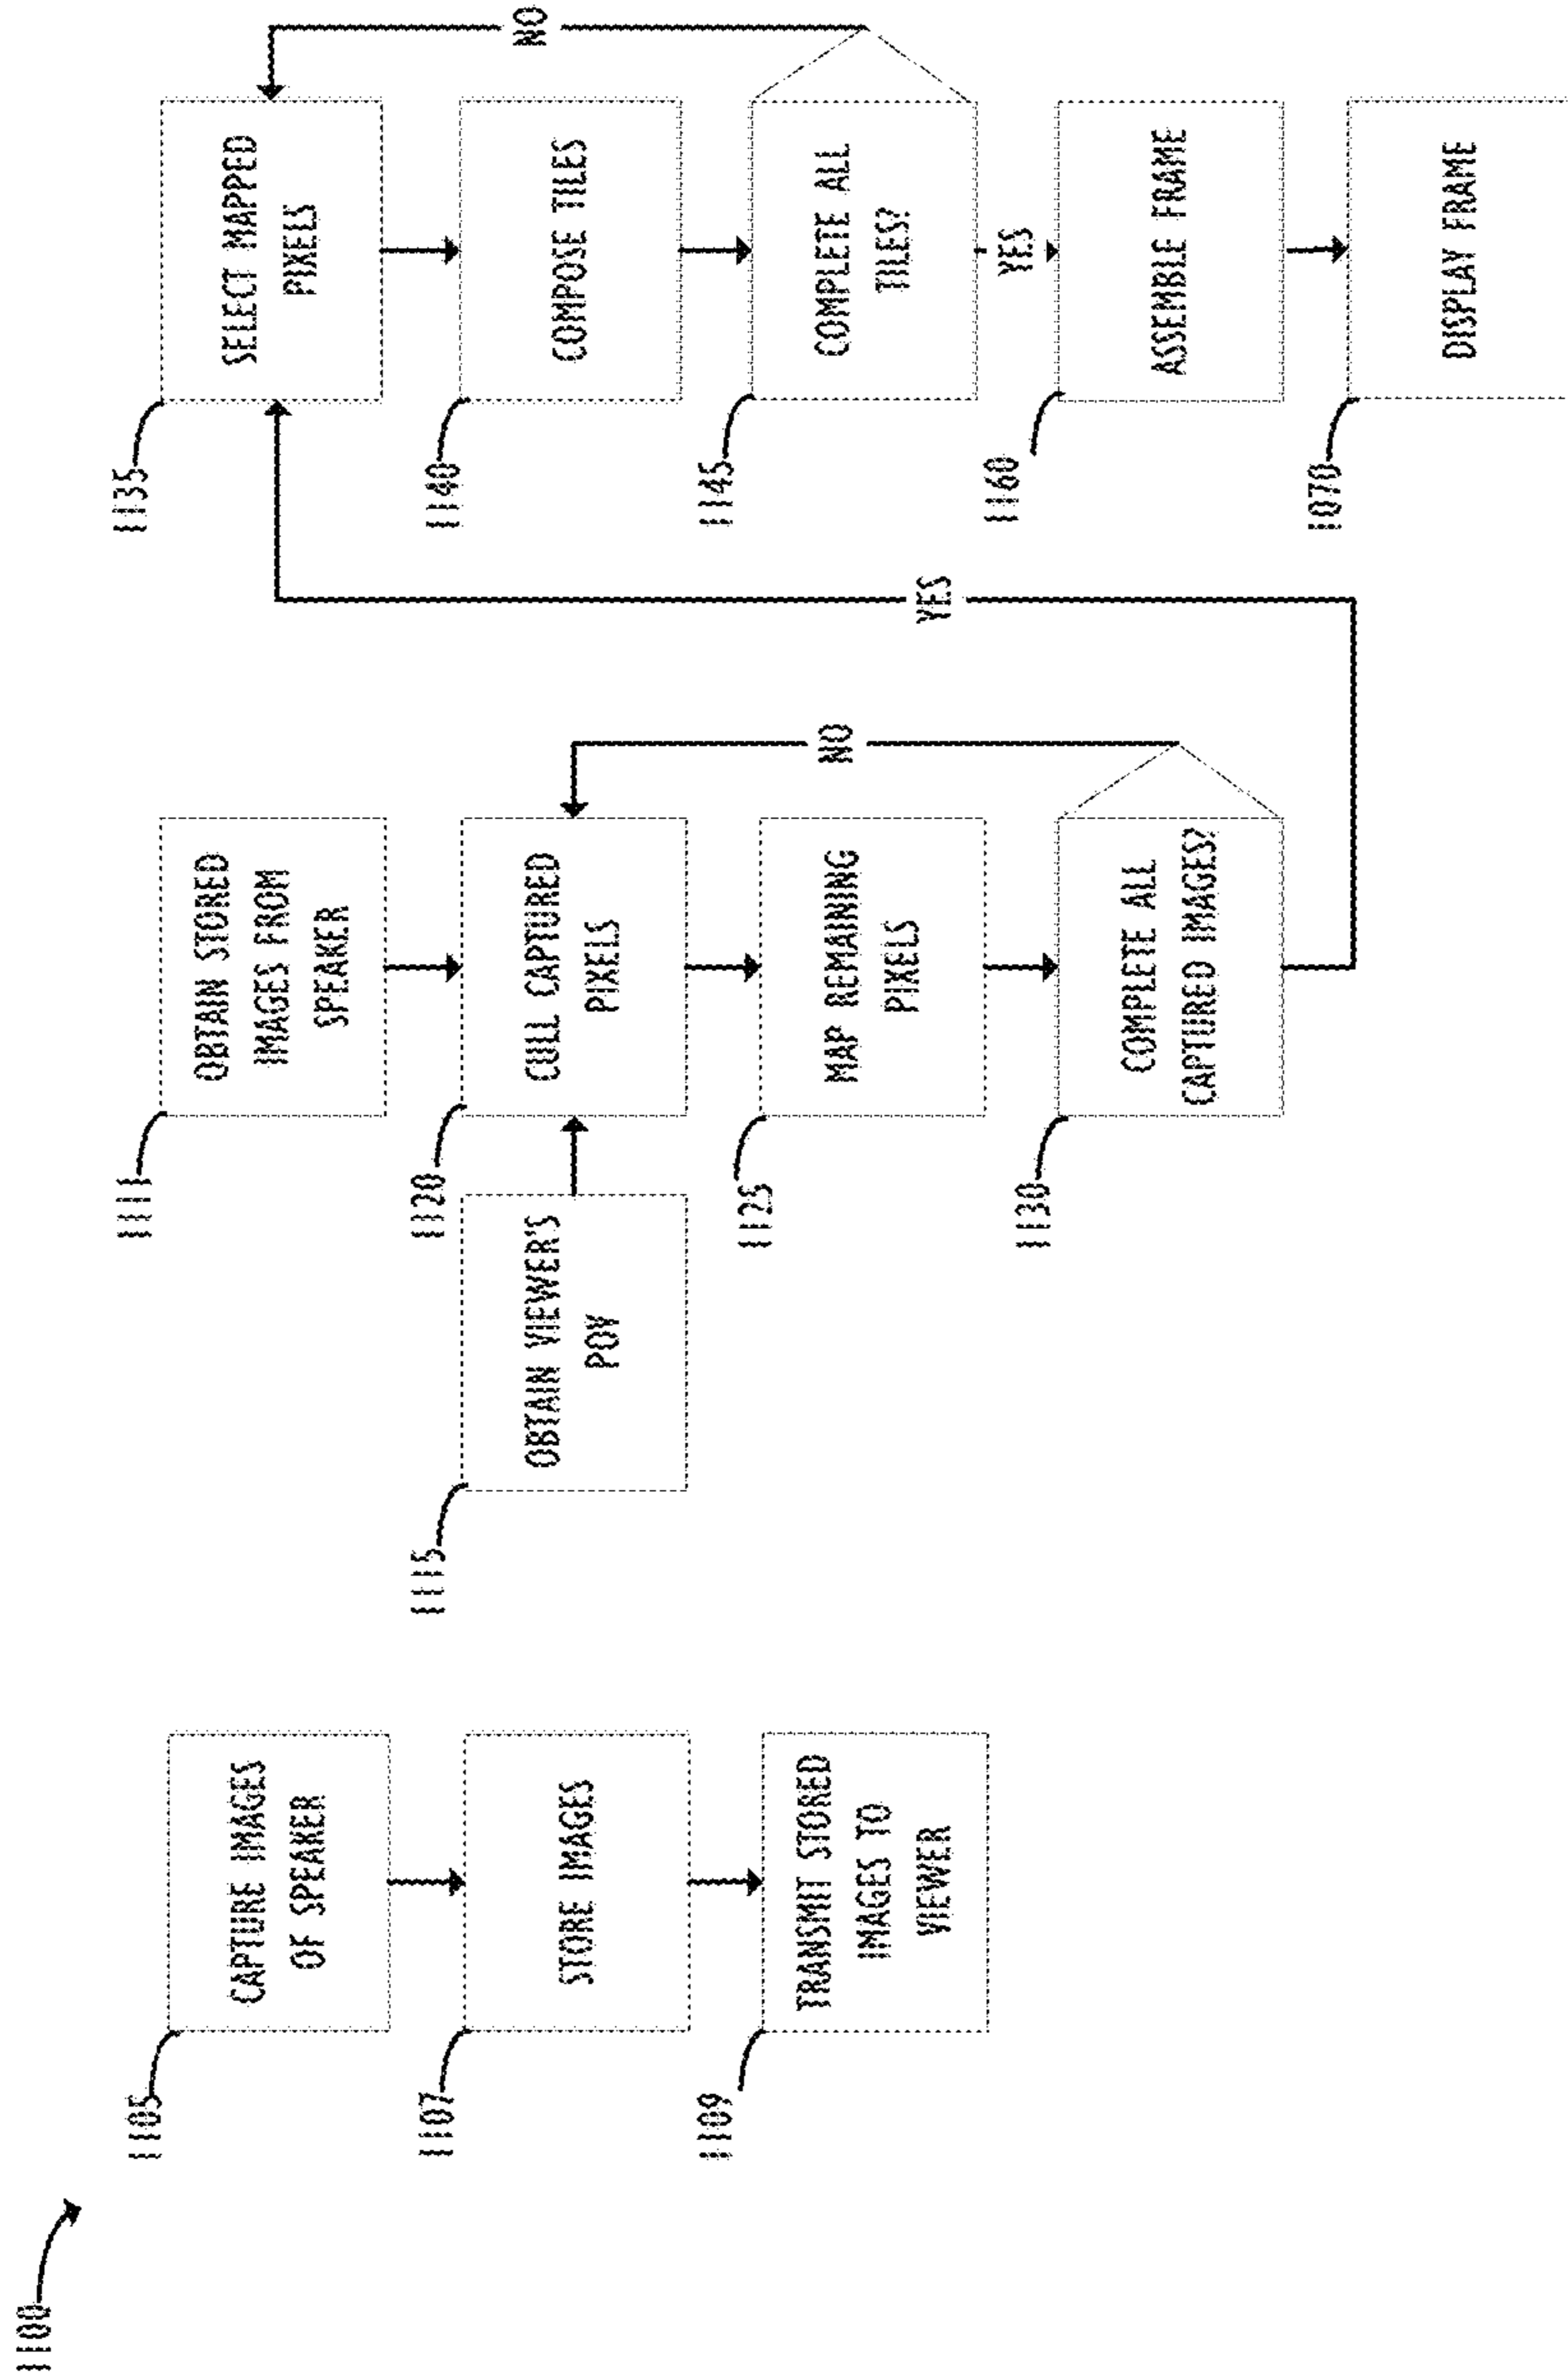 1100
1105
CAPTURE IMAGES
OF SPEAKER
1107
STORE IMAGES
1109
TRANSMIT STORED
IMAGES TO
VIEWER
1111
OBTAIN STORED
IMAGES FROM
SPEAKER
1115
OBTAIN VIEWER'S
POV
1120
CULL CAPTURED
PIXELS
1125
MAP REMAINING
PIXELS
1130
COMPLETE ALL
CAPTURED IMAGES?
NO
YES
1135
SELECT MAPPED
PIXELS
1140
COMPOSE TILES
1145
COMPLETE ALL
TILES?
NO
YES
1160
ASSEMBLE FRAME
1070
DISPLAY FRAME